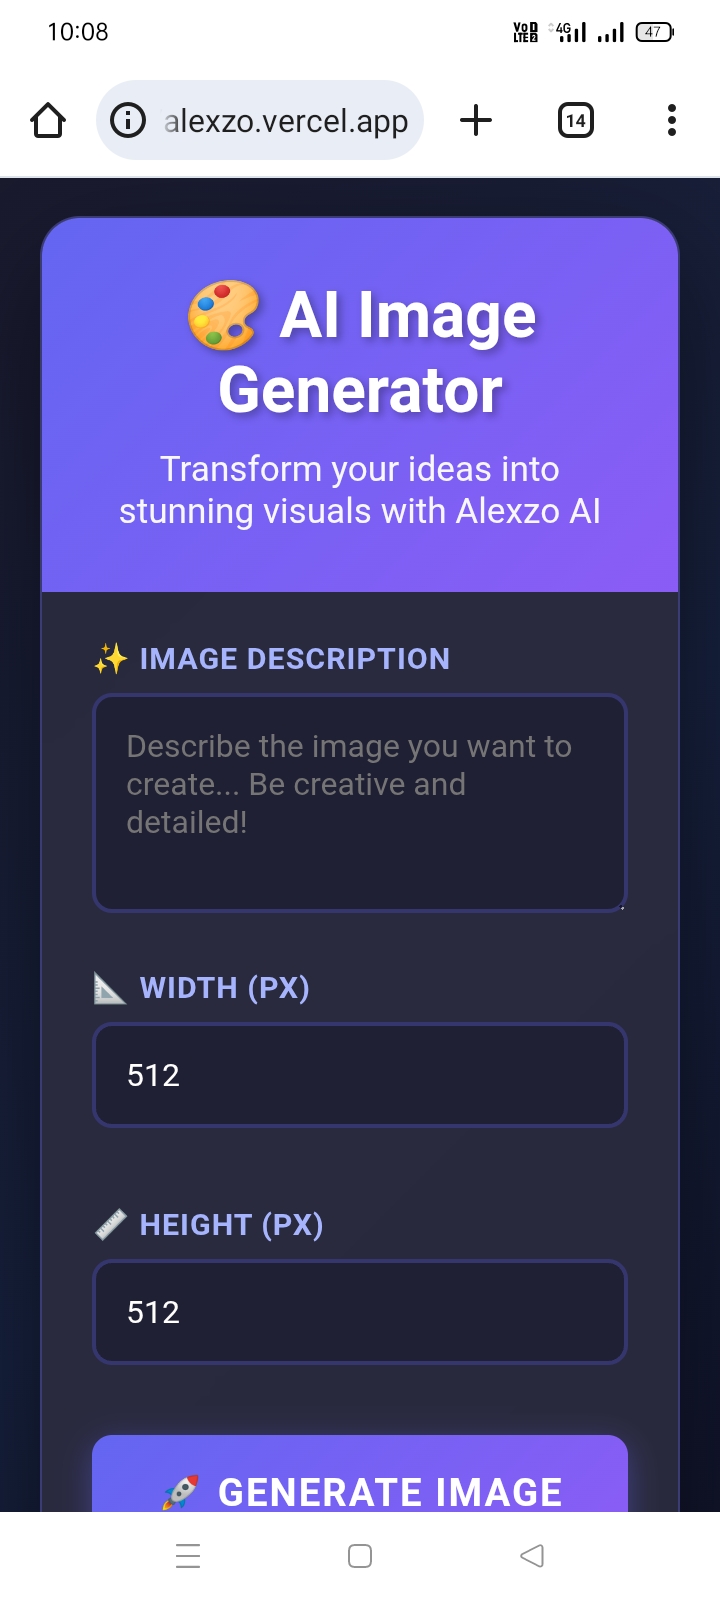 10:08
Vo D
LTE 2
4G
47
alexzo.vercel.app
14
AI Image
Generator
Transform your ideas into
stunning visuals with Alexzo AI
IMAGE DESCRIPTION
Describe the image you want to
create... Be creative and
detailed!
WIDTH (PX)
512
HEIGHT (PX)
512
GENERATE IMAGE